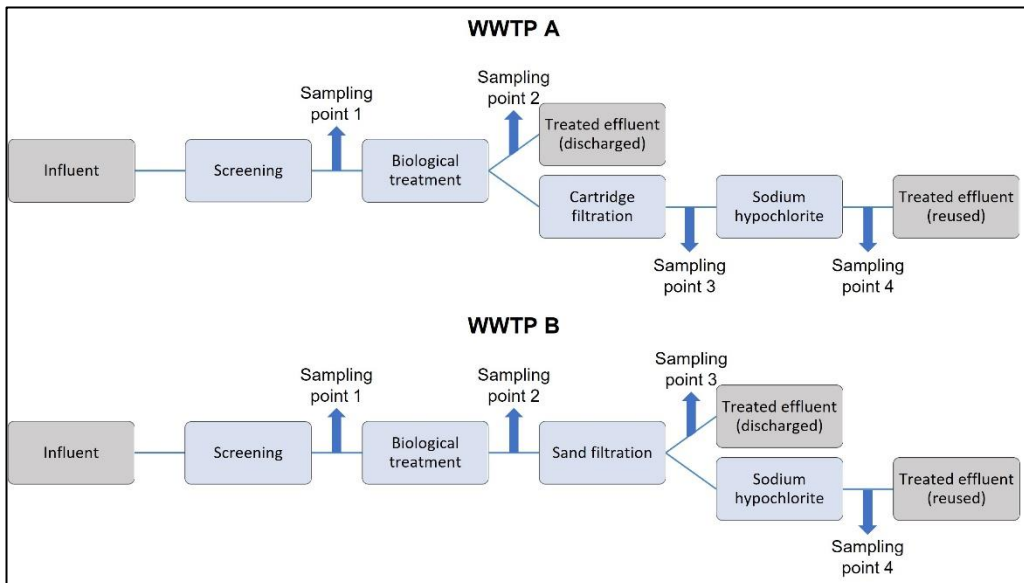 WWTP A
Sampling
point 1
Sampling
point 2
Influent
Screening
Biological
treatment
Treated effluent
(discharged)
Cartridge
filtration
Sodium
hypochlorite
Treated effluent
(reused)
Sampling
point 3
Sampling
point 4
WWTP B
Sampling
point 1
Sampling
point 2
Sampling
point 3
Influent
Screening
Biological
treatment
Sand filtration
Treated effluent
(discharged)
Sodium
hypochlorite
Treated effluent
(reused)
Sampling
point 4